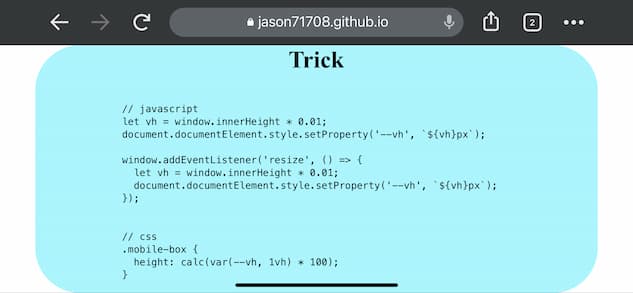 jason71708.github.io
2
Trick
// javascript
let vh = window.innerHeight * 0.01;
document.documentElement.style.setProperty('--vh', `${vh}px`);
window.addEventListener('resize', () => {
  let vh = window.innerHeight * 0.01;
  document.documentElement.style.setProperty('--vh', `${vh}px`);
});
// css
.mobile-box {
  height: calc(var(--vh, 1vh) * 100);
}